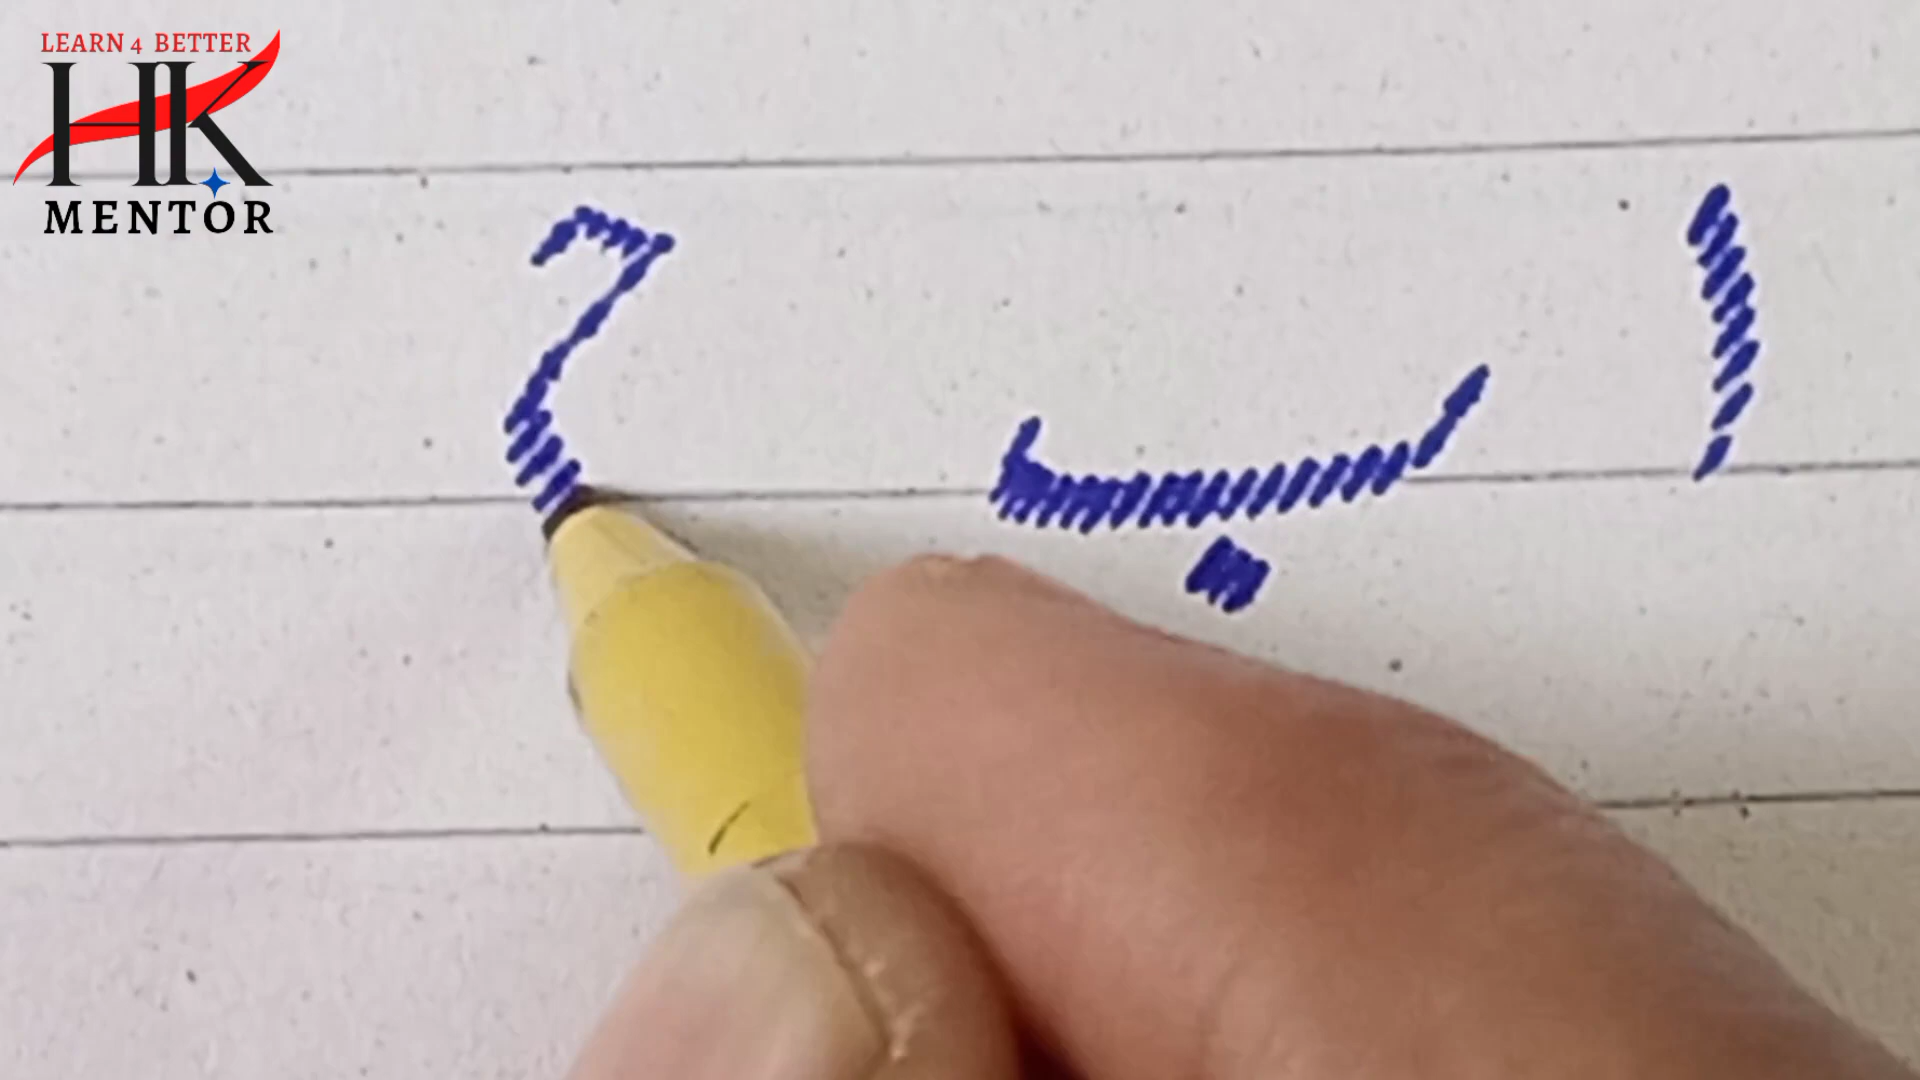 LEARN 4 BETTER
HK
MENTOR
ا ب